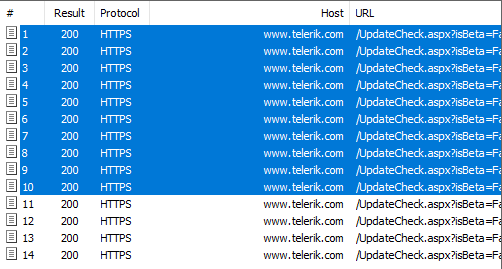 # Result Protocol Host URL
1 200 HTTPS www.telerik.com /UpdateCheck.aspx?isBeta=Fa
2 200 HTTPS www.telerik.com /UpdateCheck.aspx?isBeta=Fa
3 200 HTTPS www.telerik.com /UpdateCheck.aspx?isBeta=Fa
4 200 HTTPS www.telerik.com /UpdateCheck.aspx?isBeta=Fa
5 200 HTTPS www.telerik.com /UpdateCheck.aspx?isBeta=Fa
6 200 HTTPS www.telerik.com /UpdateCheck.aspx?isBeta=Fa
7 200 HTTPS www.telerik.com /UpdateCheck.aspx?isBeta=Fa
8 200 HTTPS www.telerik.com /UpdateCheck.aspx?isBeta=Fa
9 200 HTTPS www.telerik.com /UpdateCheck.aspx?isBeta=Fa
10 200 HTTPS www.telerik.com /UpdateCheck.aspx?isBeta=Fa
11 200 HTTPS www.telerik.com /UpdateCheck.aspx?isBeta=Fa
12 200 HTTPS www.telerik.com /UpdateCheck.aspx?isBeta=Fa
13 200 HTTPS www.telerik.com /UpdateCheck.aspx?isBeta=Fa
14 200 HTTPS www.telerik.com /UpdateCheck.aspx?isBeta=Fa